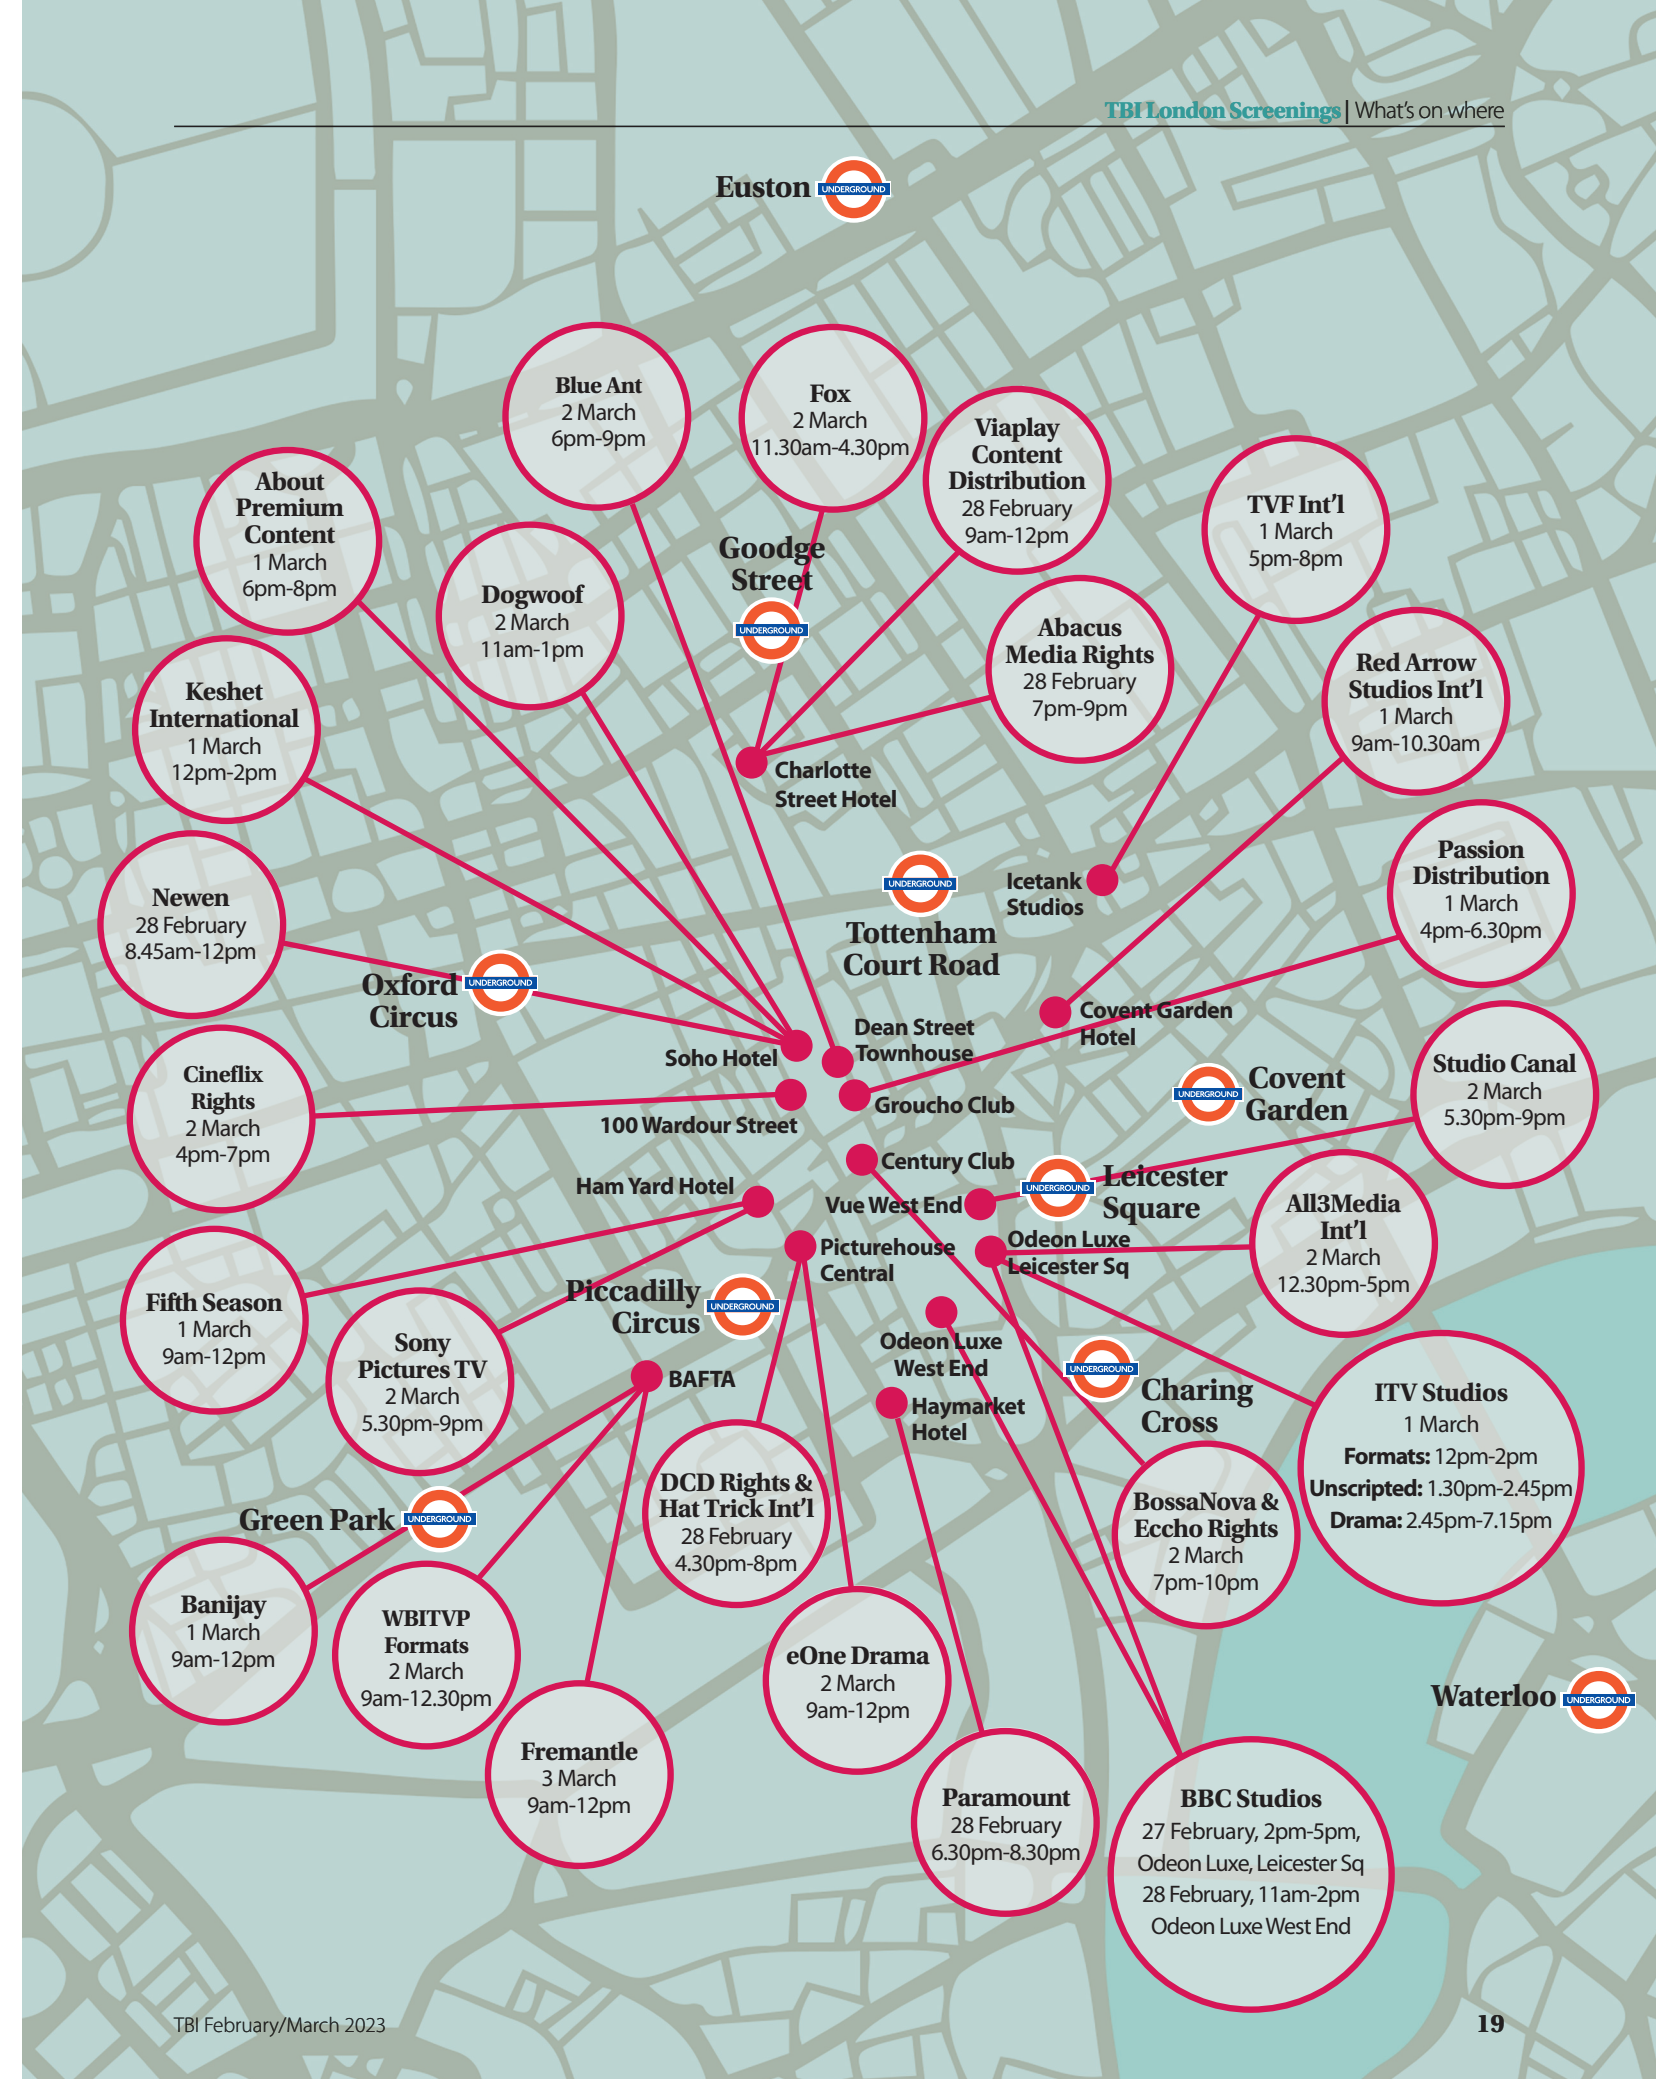 TBI London Screenings | What's on where
Euston
UNDERGROUND
Blue Ant
2 March
6pm-9pm
Fox
2 March
11.30am-4.30pm
Viaplay
Content
Distribution
28 February
9am-12pm
TVF Int'l
1 March
5pm-8pm
About
Premium
Content
1 March
6pm-8pm
Dogwoof
2 March
11am-1pm
Goodge
Street
UNDERGROUND
Abacus
Media Rights
28 February
7pm-9pm
Red Arrow
Studios Int'l
1 March
9am-10.30am
Keshet
International
1 March
12pm-2pm
Charlotte
Street Hotel
Passion
Distribution
1 March
4pm-6.30pm
Newen
28 February
8.45am-12pm
Oxford
Circus
UNDERGROUND
UNDERGROUND
Tottenham
Court Road
Icetank
Studios
Covent Garden
Hotel
Soho Hotel
Dean Street
Townhouse
Studio Canal
2 March
5.30pm-9pm
Cineflix
Rights
2 March
4pm-7pm
100 Wardour Street
Groucho Club
UNDERGROUND
Covent
Garden
Century Club
Ham Yard Hotel
Vue West End
UNDERGROUND
Leicester
Square
All3Media
Int'l
2 March
12.30pm-5pm
Picturehouse
Central
Odeon Luxe
Leicester Sq
Fifth Season
1 March
9am-12pm
Sony
Pictures TV
2 March
5.30pm-9pm
Piccadilly
Circus
UNDERGROUND
Odeon Luxe
West End
UNDERGROUND
Charing
Cross
BAFTA
Haymarket
Hotel
ITV Studios
1 March
Formats: 12pm-2pm
Unscripted: 1.30pm-2.45pm
Drama: 2.45pm-7.15pm
Green Park
UNDERGROUND
DCD Rights &
Hat Trick Int'l
28 February
4.30pm-8pm
BossaNova &
Eccho Rights
2 March
7pm-10pm
Banijay
1 March
9am-12pm
WBITVP
Formats
2 March
9am-12.30pm
eOne Drama
2 March
9am-12pm
Waterloo
UNDERGROUND
Fremantle
3 March
9am-12pm
Paramount
28 February
6.30pm-8.30pm
BBC Studios
27 February, 2pm-5pm,
Odeon Luxe, Leicester Sq
28 February, 11am-2pm
Odeon Luxe West End
TBI February/March 2023
19